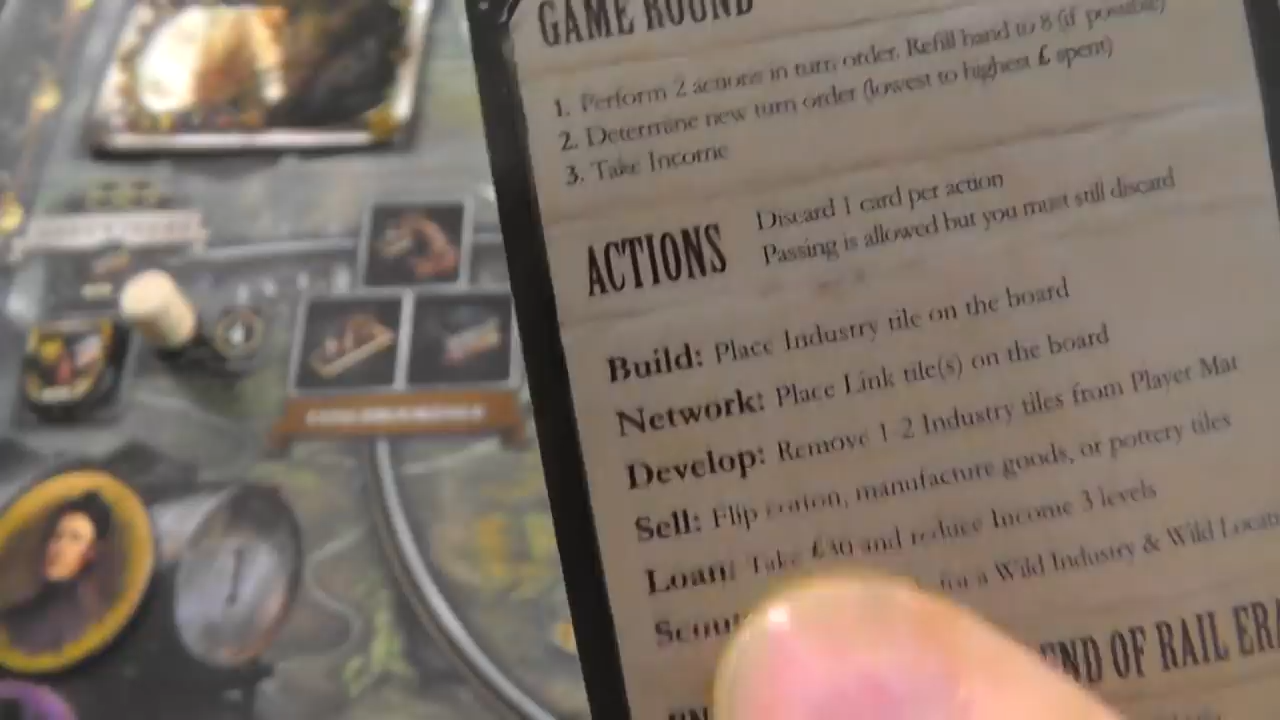 GAME ROUND
1. Perform 2 actions in turn order. Refill hand to 8 (if possible)
2. Determine new turn order (lowest to highest £ spent)
3. Take Income
ACTIONS
Discard 1 card per action
Passing is allowed but you must still discard
Build: Place Industry tile on the board
Network: Place Link tile(s) on the board
Develop: Remove 1-2 Industry tiles from Player Mat
Sell: Flip cotton, manufacture goods, or pottery tiles
Loan: Take £30 and reduce Income 3 levels
Scout for a Wild Industry & Wild
END OF RAIL ERA